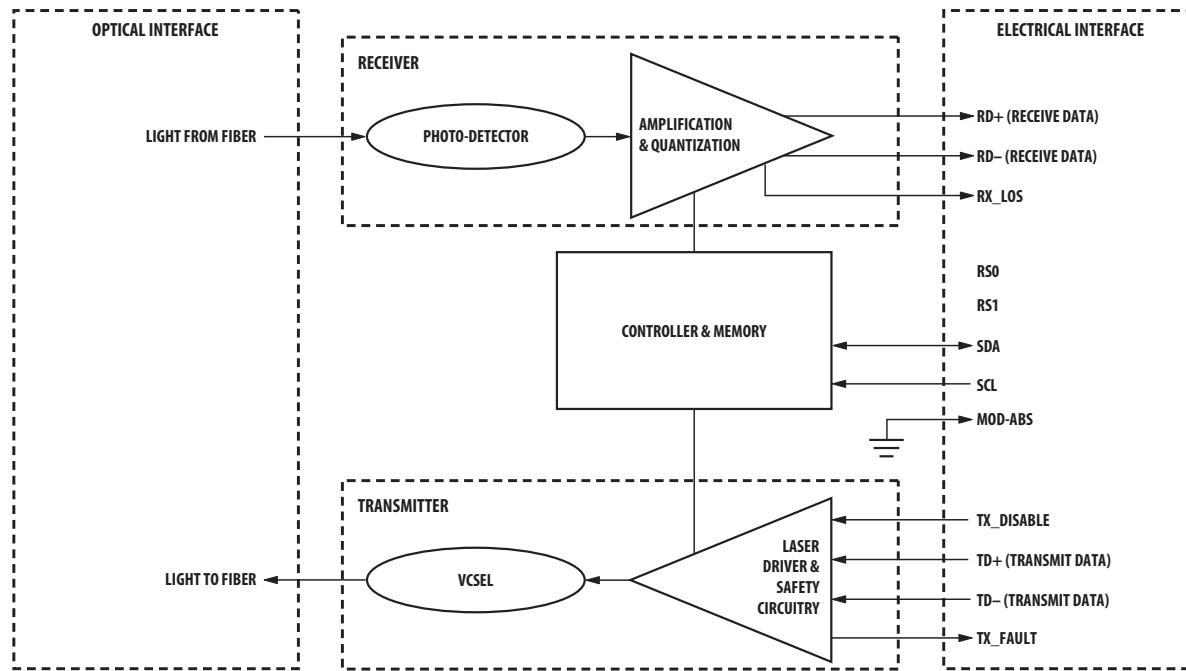 OPTICAL INTERFACE
ELECTRICAL INTERFACE
RECEIVER
LIGHT FROM FIBER
PHOTO-DETECTOR
AMPLIFICATION
& QUANTIZATION
RD+ (RECEIVE DATA)
RD– (RECEIVE DATA)
RX_LOS
RS0
RS1
CONTROLLER & MEMORY
SDA
SCL
MOD-ABS
TRANSMITTER
LIGHT TO FIBER
VCSEL
LASER
DRIVER &
SAFETY
CIRCUITRY
TX_DISABLE
TD+ (TRANSMIT DATA)
TD– (TRANSMIT DATA)
TX_FAULT